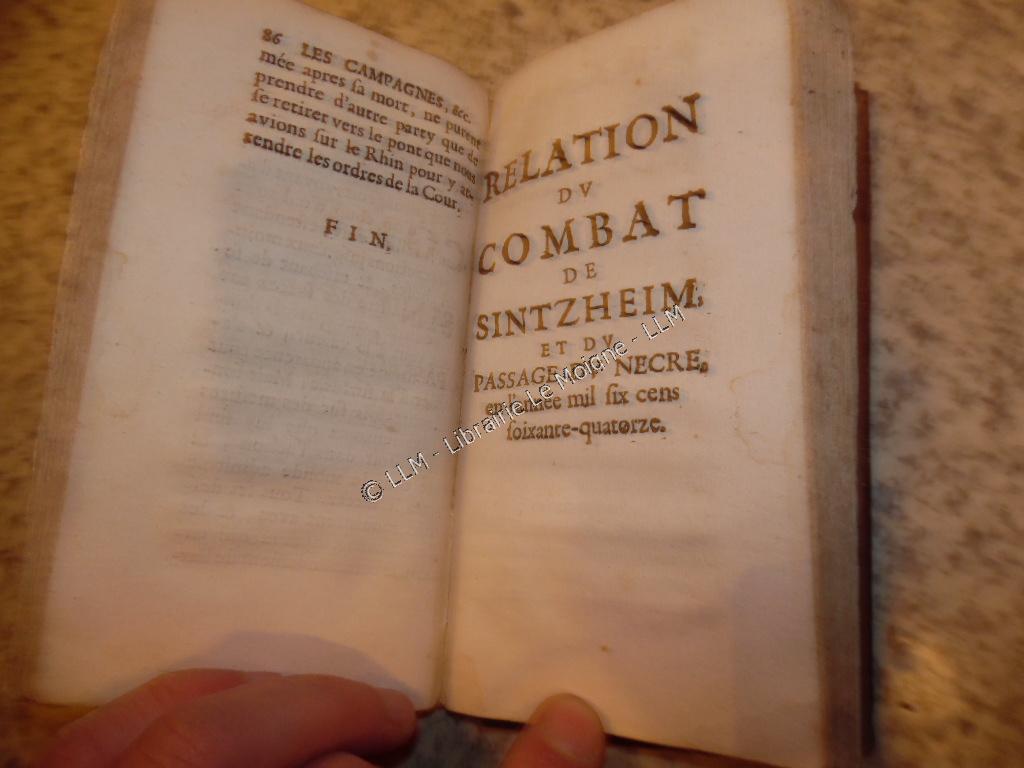 86 LES CAMPAGNES, &c.
mée apres ſa mort, ne purent
prendre d'autre party que de
ſe retirer vers le pont que nous
avions ſur le Rhin pour y at-
tendre les ordres de la Cour.
FIN.
RELATION
DV
COMBAT
DE
SINTZHEIM,
ET DV
PASSAGE DU NECRE,
en l'année mil ſix cens
ſoixante-quatorze.
© LLM - Librairie Le Moigne - LLM